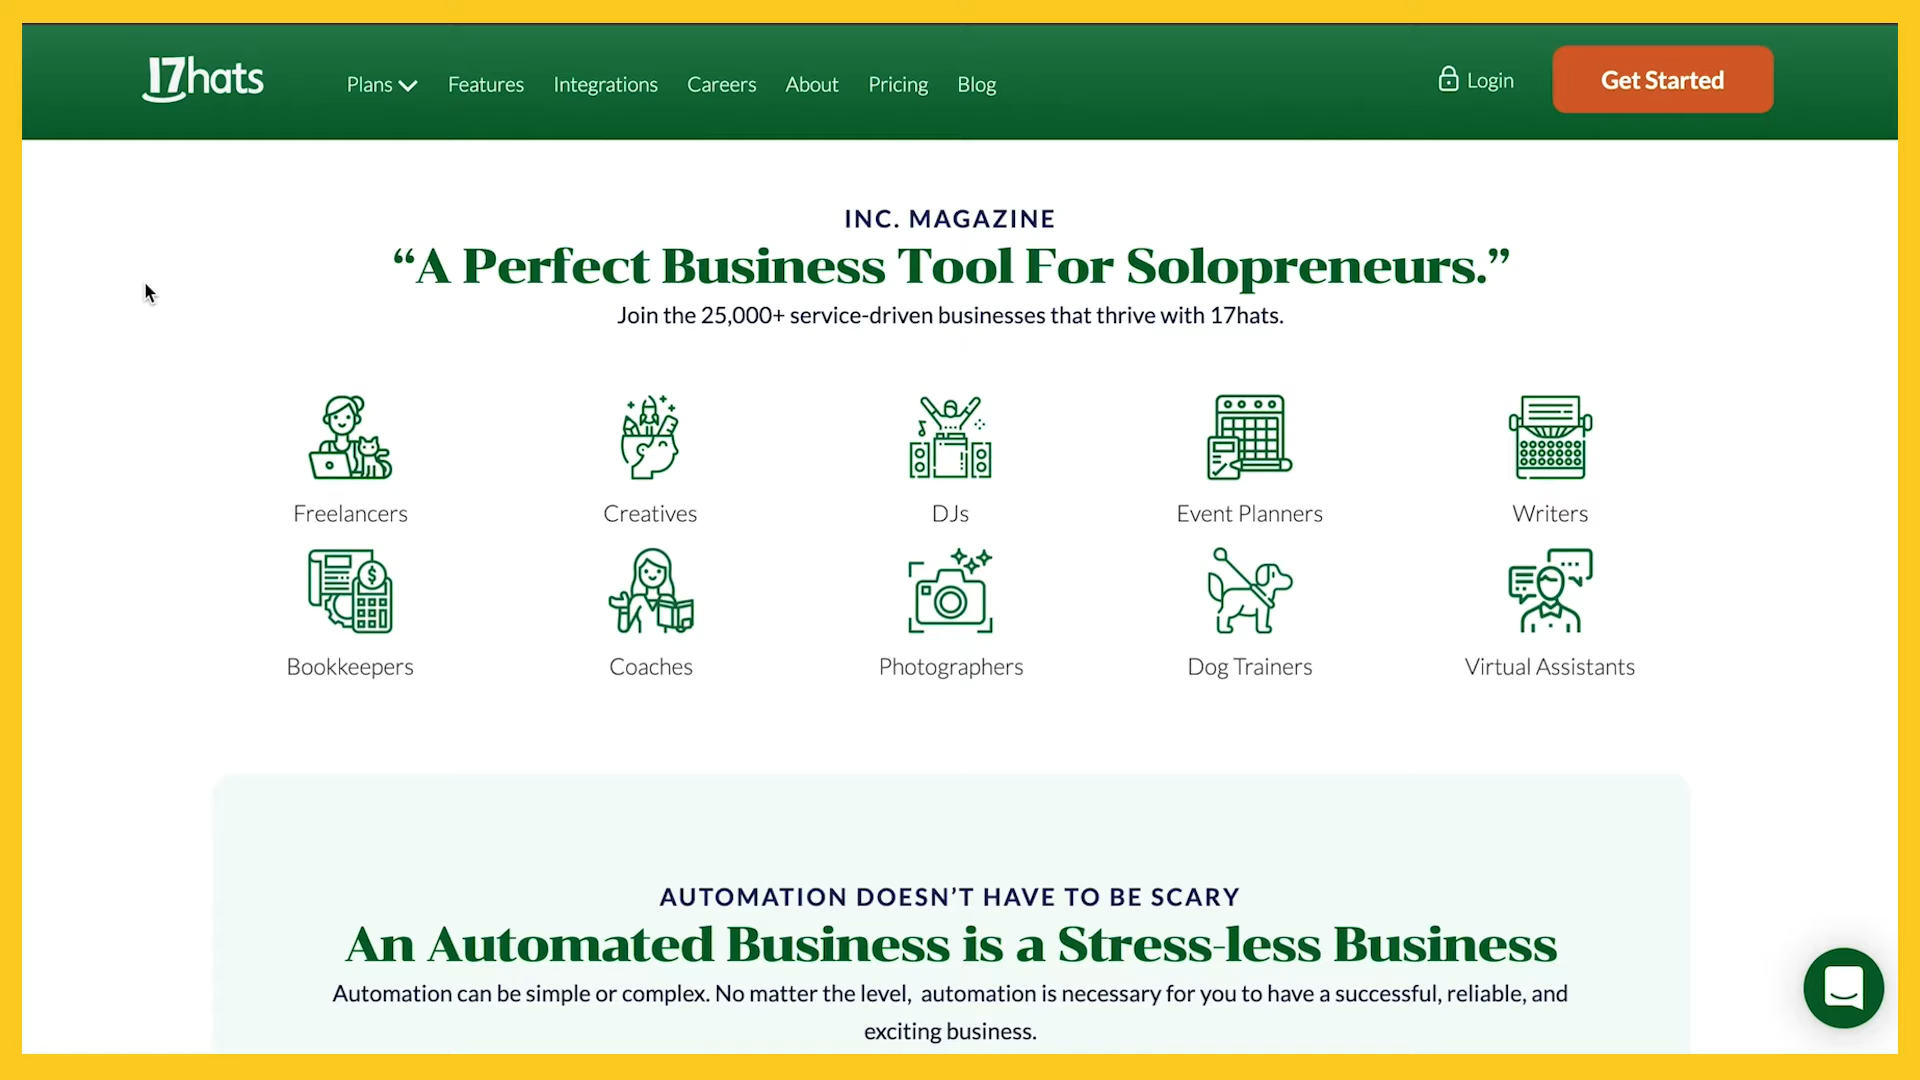 17hats
Plans Features Integrations Careers About Pricing Blog Login Get Started
INC. MAGAZINE
“A Perfect Business Tool For Solopreneurs.”
Join the 25,000+ service-driven businesses that thrive with 17hats.
Freelancers Creatives DJs Event Planners Writers
Bookkeepers Coaches Photographers Dog Trainers Virtual Assistants
AUTOMATION DOESN’T HAVE TO BE SCARY
An Automated Business is a Stress-less Business
Automation can be simple or complex. No matter the level, automation is necessary for you to have a successful, reliable, and
exciting business.